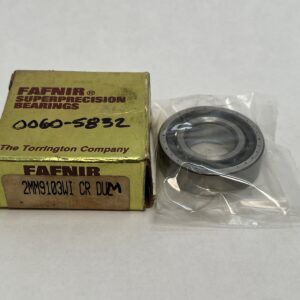 FAFNIR®
SUPERPRECISION
BEARINGS
0060-5832
The Torrington Company
FAFNIR
2MM9103WI CR DUM